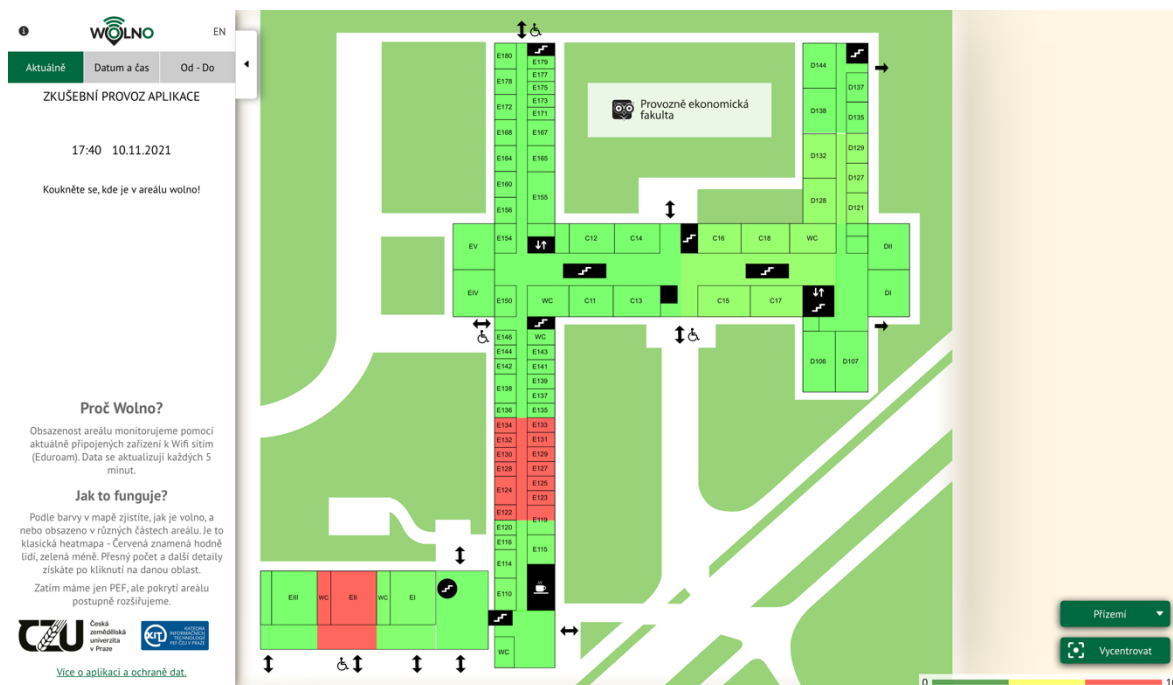 WOLNO
EN
Aktuálně
Datum a čas
Od - Do
ZKUŠEBNÍ PROVOZ APLIKACE
17:40 10.11.2021
Koukněte se, kde je v areálu wolno!
Proč Wolno?
Obsazenost areálu monitorujeme pomocí
aktuálně připojených zařízení k Wifi sítím
(Eduroam). Data se aktualizují každých 5
minut.
Jak to funguje?
Podle barvy v mapě zjistíte, jak je volno, a
nebo obsazeno v různých částech areálu. Je to
klasická heatmapa - Červená znamená hodně
lidí, zelená méně. Přesný počet a další detaily
získáte po kliknutí na danou oblast.
Zatím máme jen PEF, ale pokrytí areálu
postupně rozšiřujeme.
CZU
Česká
zemědělská
univerzita
v Praze
KIT
KATEDRA
INFORMAČNÍCH
TECHNOLOGIÍ
PEF ČZU V PRAZE
Více o aplikaci a ochraně dat.
Provozně ekonomická
fakulta
E180
E179
E177
E178
E175
E173
E172
E171
E168
E167
E164
E165
E160
E155
E156
E154
EV
EIV
E150
C12
C14
C16
C18
WC
WC
C11
C13
C15
C17
D144
D137
D138
D135
D132
D129
D127
D128
D121
DII
DI
D106
D107
E146
WC
E144
E143
E142
E141
E139
E138
E137
E136
E135
E134
E133
E132
E131
E130
E129
E128
E127
E125
E124
E123
E122
E119
E120
E116
E115
E114
E110
EIII
WC
EII
WC
EI
WC
Přízemí
Vycentrovat
0